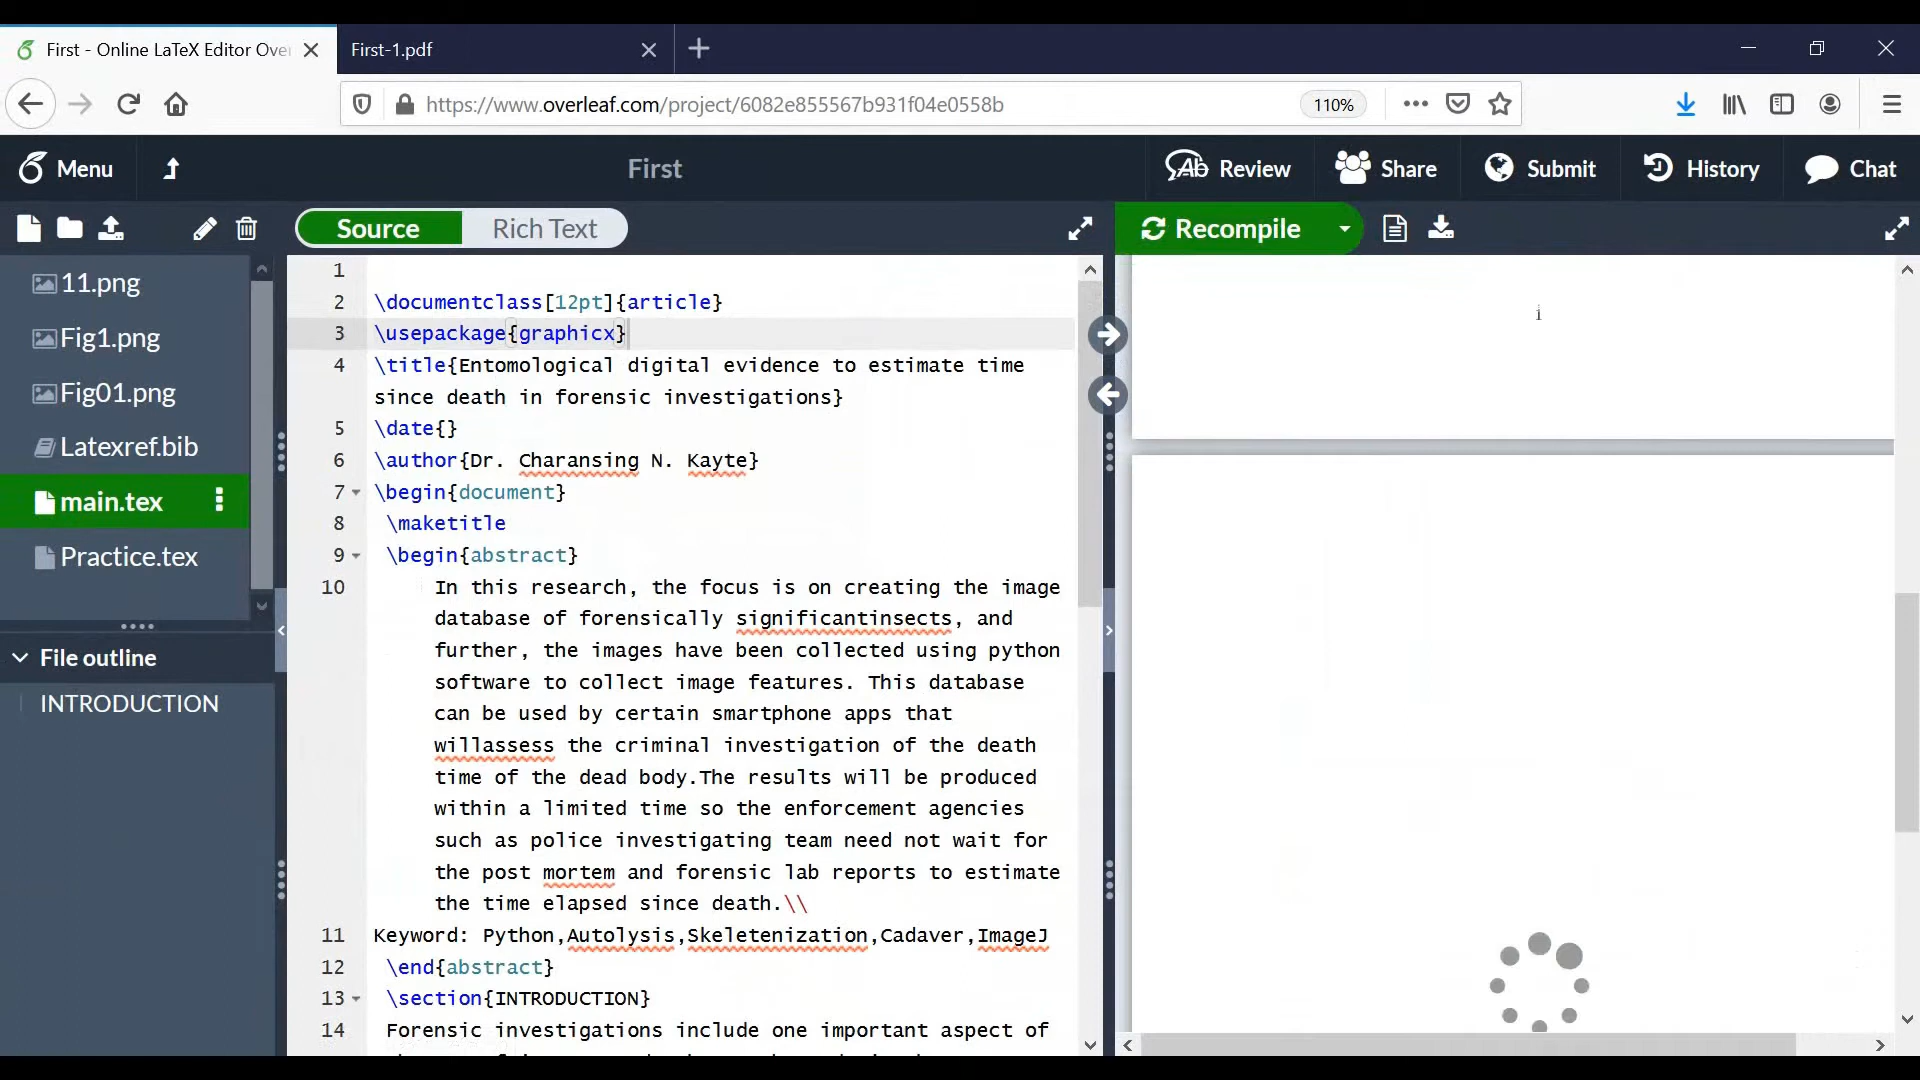 First - Online LaTeX Editor Over
First-1.pdf
https://www.overleaf.com/project/6082e855567b931f04e0558b
110%
Menu
First
Review
Share
Submit
History
Chat
Source
Rich Text
Recompile
11.png
Fig1.png
Fig01.png
Latexref.bib
main.tex
Practice.tex
File outline
INTRODUCTION
1
2 \documentclass[12pt]{article}
3 \usepackage{graphicx}
4 \title{Entomological digital evidence to estimate time
since death in forensic investigations}
5 \date{}
6 \author{Dr. Charansing N. Kayte}
7 \begin{document}
8 \maketitle
9 \begin{abstract}
10 In this research, the focus is on creating the image
database of forensically significantinsects, and
further, the images have been collected using python
software to collect image features. This database
can be used by certain smartphone apps that
willassess the criminal investigation of the death
time of the dead body.The results will be produced
within a limited time so the enforcement agencies
such as police investigating team need not wait for
the post mortem and forensic lab reports to estimate
the time elapsed since death.\\
11 Keyword: Python,Autolysis,Skeletenization,Cadaver,ImageJ
12 \end{abstract}
13 \section{INTRODUCTION}
14 Forensic investigations include one important aspect of
i